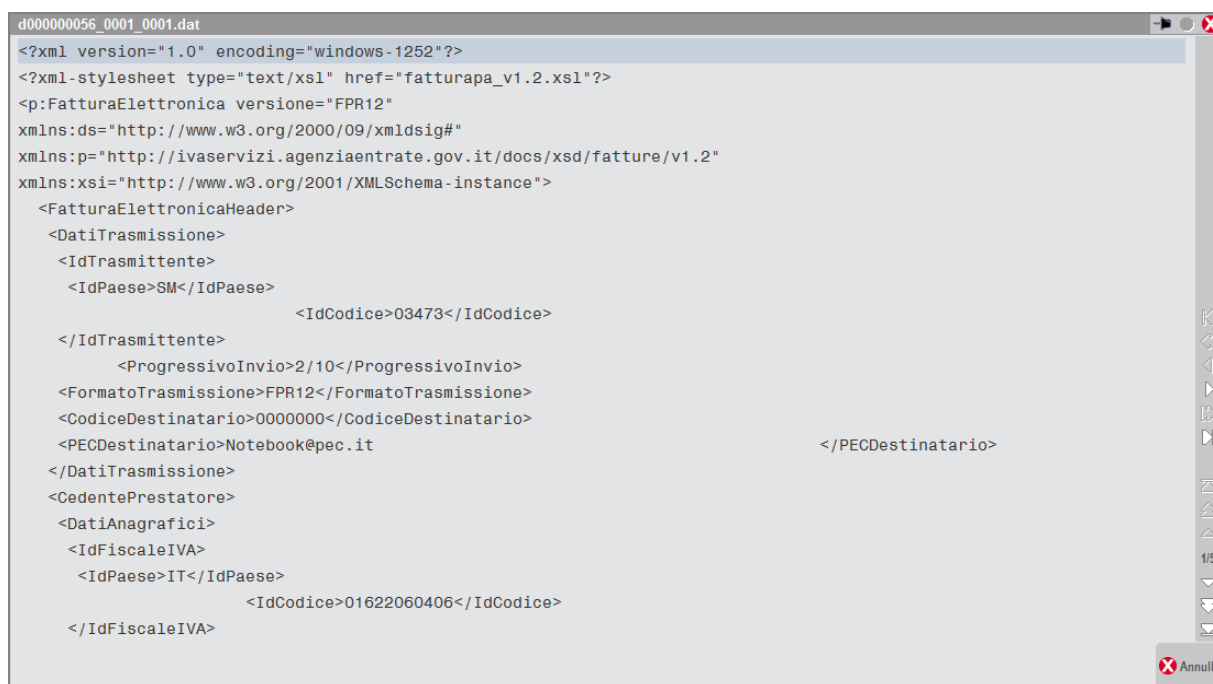 d000000056_0001_0001.dat
<?xml version="1.0" encoding="windows-1252"?>
<?xml-stylesheet type="text/xsl" href="fatturapa_v1.2.xsl"?>
<p:FatturaElettronica versione="FPR12"
xmlns:ds="http://www.w3.org/2000/09/xmldsig#"
xmlns:p="http://ivaservizi.agenziaentrate.gov.it/docs/xsd/fatture/v1.2"
xmlns:xsi="http://www.w3.org/2001/XMLSchema-instance">
<FatturaElettronicaHeader>
<DatiTrasmissione>
<IdTrasmittente>
<IdPaese>SM</IdPaese>
<IdCodice>03473</IdCodice>
</IdTrasmittente>
<ProgressivoInvio>2/10</ProgressivoInvio>
<FormatoTrasmissione>FPR12</FormatoTrasmissione>
<CodiceDestinatario>0000000</CodiceDestinatario>
<PECDestinatario>Notebook@pec.it </PECDestinatario>
</DatiTrasmissione>
<CedentePrestatore>
<DatiAnagrafici>
<IdFiscaleIVA>
<IdPaese>IT</IdPaese>
<IdCodice>01622060406</IdCodice>
</IdFiscaleIVA>
1/5
Annull